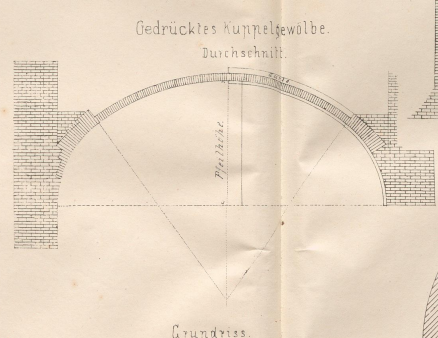 Gedrücktes Kuppelgewölbe.
Durchschnitt.
Pfeilhöhe.
Grundriss.